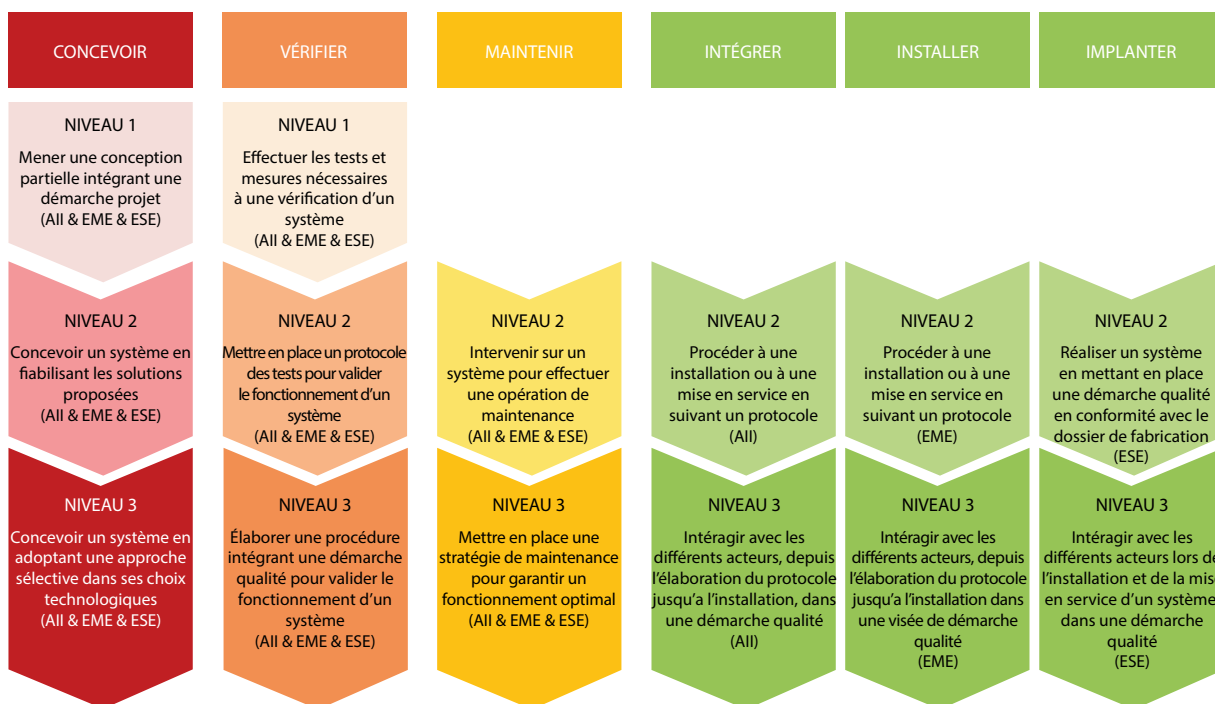 CONCEVOIR
VÉRIFIER
MAINTENIR
INTÉGRER
INSTALLER
IMPLANTER
NIVEAU 1
Mener une conception
partielle intégrant une
démarche projet
(AII & EME & ESE)
NIVEAU 1
Effectuer les tests et
mesures nécessaires
à une vérification d'un
système
(AII & EME & ESE)
NIVEAU 2
Concevoir un système en
fiabilisant les solutions
proposées
(AII & EME & ESE)
NIVEAU 2
Mettre en place un protocole
des tests pour valider
le fonctionnement d'un
système
(AII & EME & ESE)
NIVEAU 2
Intervenir sur un
système pour effectuer
une opération de
maintenance
(AII & EME & ESE)
NIVEAU 2
Procéder à une
installation ou à une
mise en service en
suivant un protocole
(AII)
NIVEAU 2
Procéder à une
installation ou à une
mise en service en
suivant un protocole
(EME)
NIVEAU 2
Réaliser un système
en mettant en place
une démarche qualité
en conformité avec le
dossier de fabrication
(ESE)
NIVEAU 3
Concevoir un système en
adoptant une approche
sélective dans ses choix
technologiques
(AII & EME & ESE)
NIVEAU 3
Élaborer une procédure
intégrant une démarche
qualité pour valider le
fonctionnement d'un
système
(AII & EME & ESE)
NIVEAU 3
Mettre en place une
stratégie de maintenance
pour garantir un
fonctionnement optimal
(AII & EME & ESE)
NIVEAU 3
Intéragir avec les
différents acteurs, depuis
l'élaboration du protocole
jusqu'a l'installation, dans
une démarche qualité
(AII)
NIVEAU 3
Intéragir avec les
différents acteurs, depuis
l'élaboration du protocole
jusqu'a l'installation dans
une visée de démarche
qualité
(EME)
NIVEAU 3
Intéragir avec les
différents acteurs lors de
l'installation et de la mise
en service d'un système
dans une démarche
qualité
(ESE)